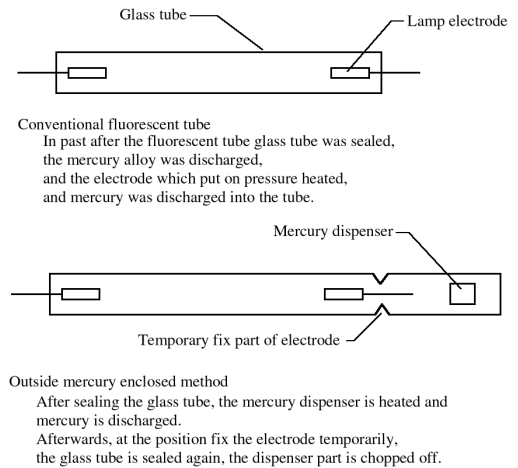 Glass tube
Lamp electrode
Conventional fluorescent tube
In past after the fluorescent tube glass tube was sealed,
the mercury alloy was discharged,
and the electrode which put on pressure heated,
and mercury was discharged into the tube.
Mercury dispenser
Temporary fix part of electrode
Outside mercury enclosed method
After sealing the glass tube, the mercury dispenser is heated and
mercury is discharged.
Afterwards, at the position fix the electrode temporarily,
the glass tube is sealed again, the dispenser part is chopped off.